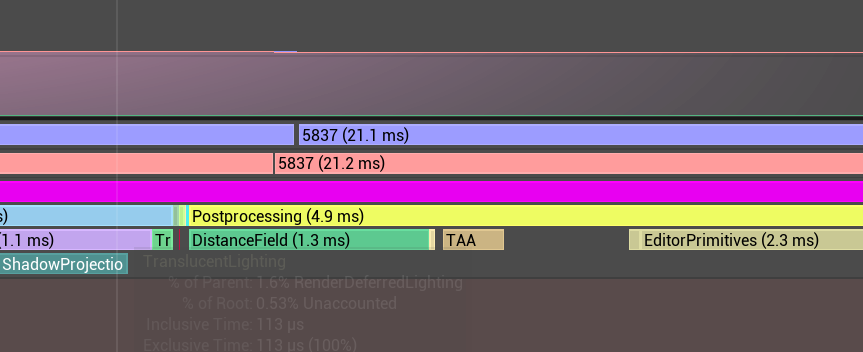 5837 (21.1 ms)
5837 (21.2 ms)
s)
Postprocessing (4.9 ms)
(1.1 ms)
Tr
DistanceField (1.3 ms)
TAA
EditorPrimitives (2.3 ms)
ShadowProjectio
TranslucentLighting
% of Parent: 1.6% RenderDeferredLighting
% of Root: 0.53% Unaccounted
Inclusive Time: 113 µs
Exclusive Time: 113 µs (100%)